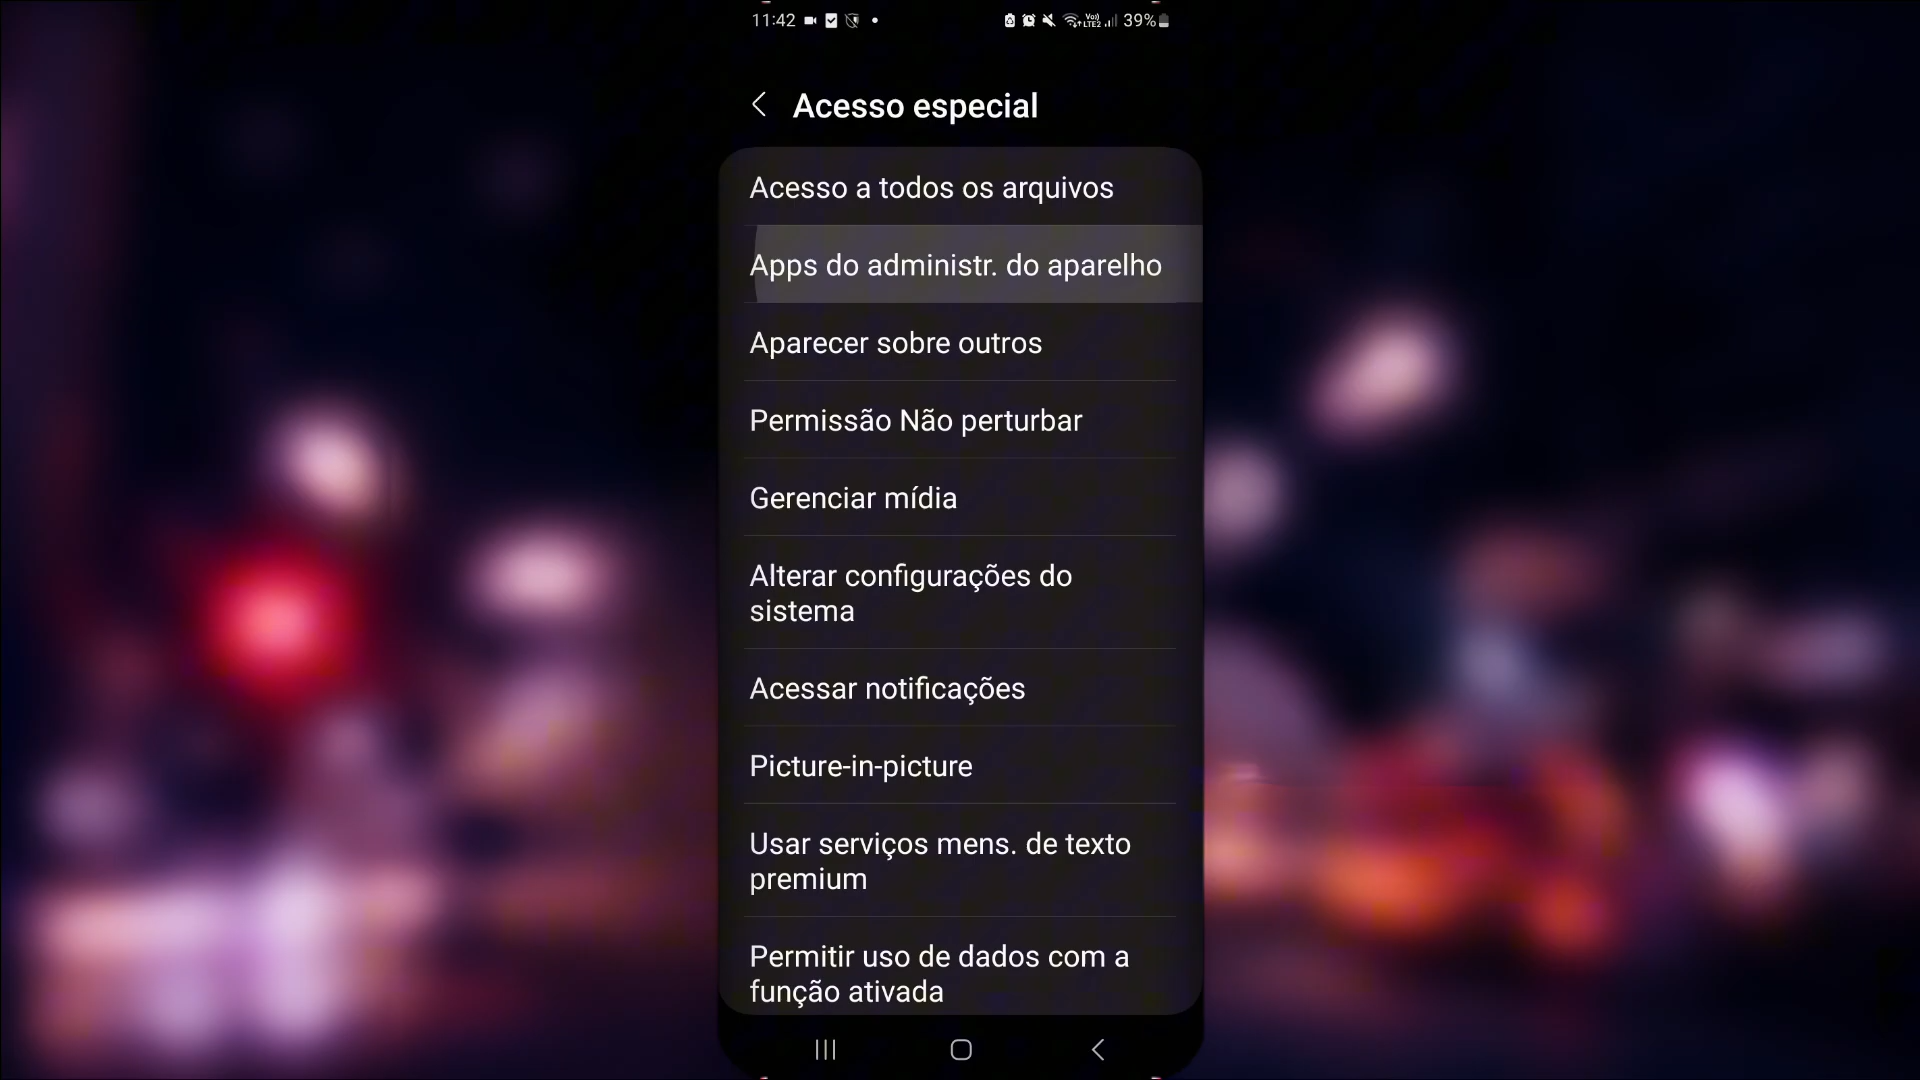 11:42
Vo)) LTE2 39%
Acesso especial
Acesso a todos os arquivos
Apps do administr. do aparelho
Aparecer sobre outros
Permissão Não perturbar
Gerenciar mídia
Alterar configurações do
sistema
Acessar notificações
Picture-in-picture
Usar serviços mens. de texto
premium
Permitir uso de dados com a
função ativada